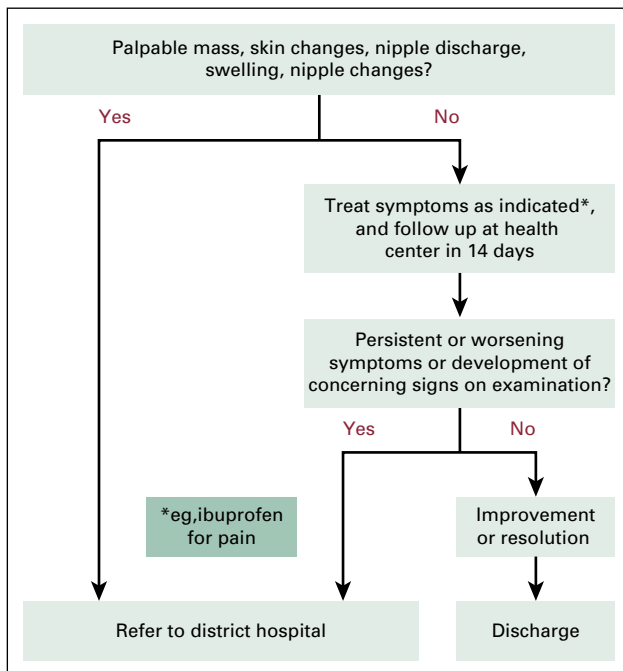 Palpable mass, skin changes, nipple discharge,
swelling, nipple changes?
Yes
No
Treat symptoms as indicated*,
and follow up at health
center in 14 days
Persistent or worsening
symptoms or development of
concerning signs on examination?
Yes
No
*eg,ibuprofen
for pain
Improvement
or resolution
Refer to district hospital
Discharge